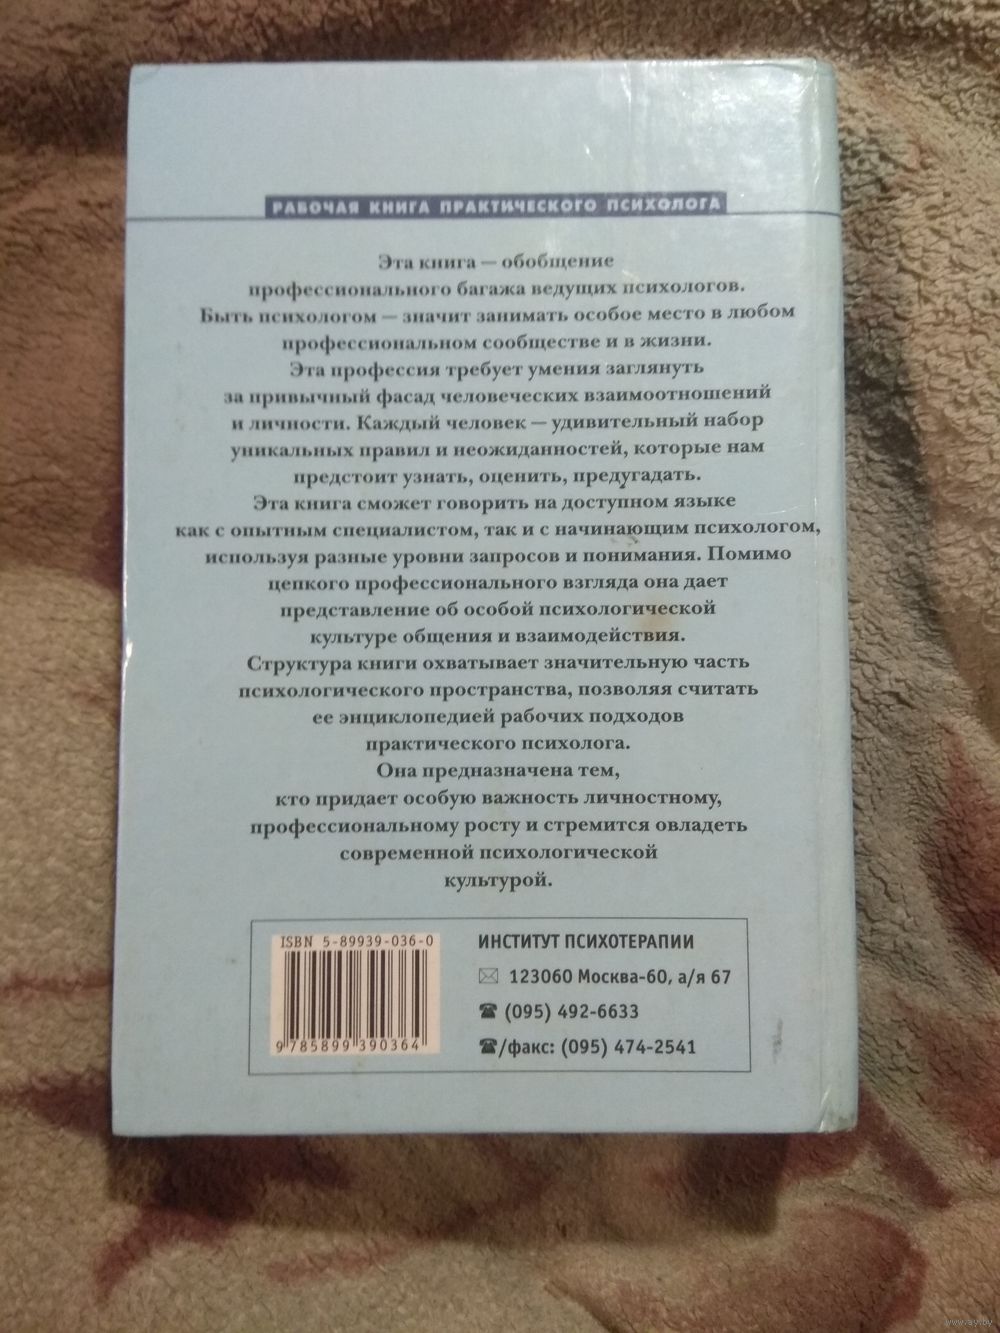 РАБОЧАЯ КНИГА ПРАКТИЧЕСКОГО ПСИХОЛОГА
Эта книга — обобщение
профессионального багажа ведущих психологов.
Быть психологом — значит занимать особое место в любом
профессиональном сообществе и в жизни.
Эта профессия требует умения заглянуть
за привычный фасад человеческих взаимоотношений
и личности. Каждый человек — удивительный набор
уникальных правил и неожиданностей, которые нам
предстоит узнать, оценить, предугадать.
Эта книга сможет говорить на доступном языке
как с опытным специалистом, так и с начинающим психологом,
используя разные уровни запросов и понимания. Помимо
цепкого профессионального взгляда она дает
представление об особой психологической
культуре общения и взаимодействия.
Структура книги охватывает значительную часть
психологического пространства, позволяя считать
ее энциклопедией рабочих подходов
практического психолога.
Она предназначена тем,
кто придает особую важность личностному,
профессиональному росту и стремится овладеть
современной психологической
культурой.
ISBN 5-89939-036-0
9 785899 390364
ИНСТИТУТ ПСИХОТЕРАПИИ
✉ 123060 Москва-60, а/я 67
☎ (095) 492-6633
☎/факс: (095) 474-2541
www.ay.by